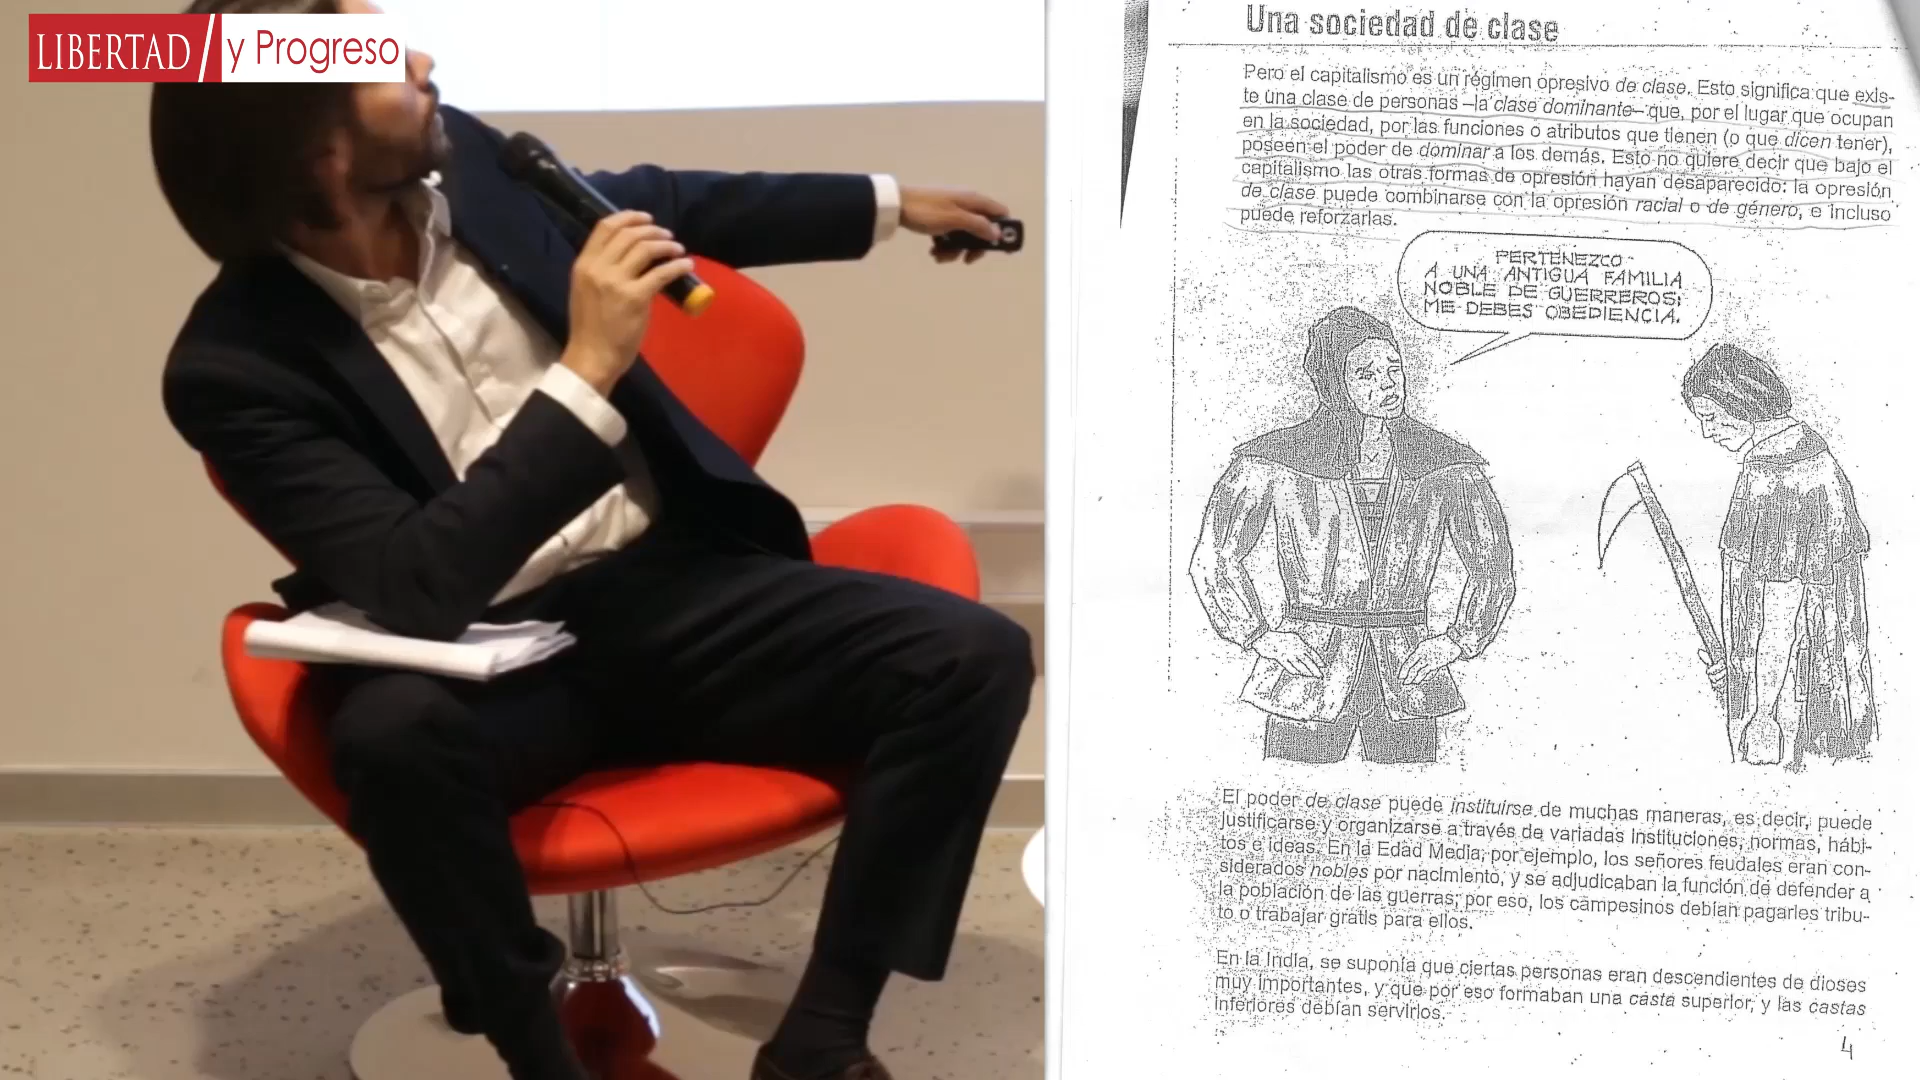 LIBERTAD / y Progreso
Una sociedad de clase
Pero el capitalismo es un régimen opresivo de clase. Esto significa que exis-
te una clase de personas –la clase dominante– que, por el lugar que ocupan
en la sociedad, por las funciones o atributos que tienen (o que dicen tener),
poseen el poder de dominar a los demás. Esto no quiere decir que bajo el
capitalismo las otras formas de opresión hayan desaparecido: la opresión
de clase puede combinarse con la opresión racial o de género, e incluso
puede reforzarlas.
PERTENEZCO
A UNA ANTIGUA FAMILIA
NOBLE DE GUERREROS;
ME DEBES OBEDIENCIA.
El poder de clase puede instituirse de muchas maneras, es decir, puede
justificarse y organizarse a través de variadas instituciones, normas, hábi-
tos e ideas. En la Edad Media, por ejemplo, los señores feudales eran con-
siderados nobles por nacimiento, y se adjudicaban la función de defender a
la población de las guerras; por eso, los campesinos debían pagarles tribu-
to o trabajar gratis para ellos.
En la India, se suponía que ciertas personas eran descendientes de dioses
muy importantes, y que por eso formaban una casta superior, y las castas
inferiores debían servirlos.
4